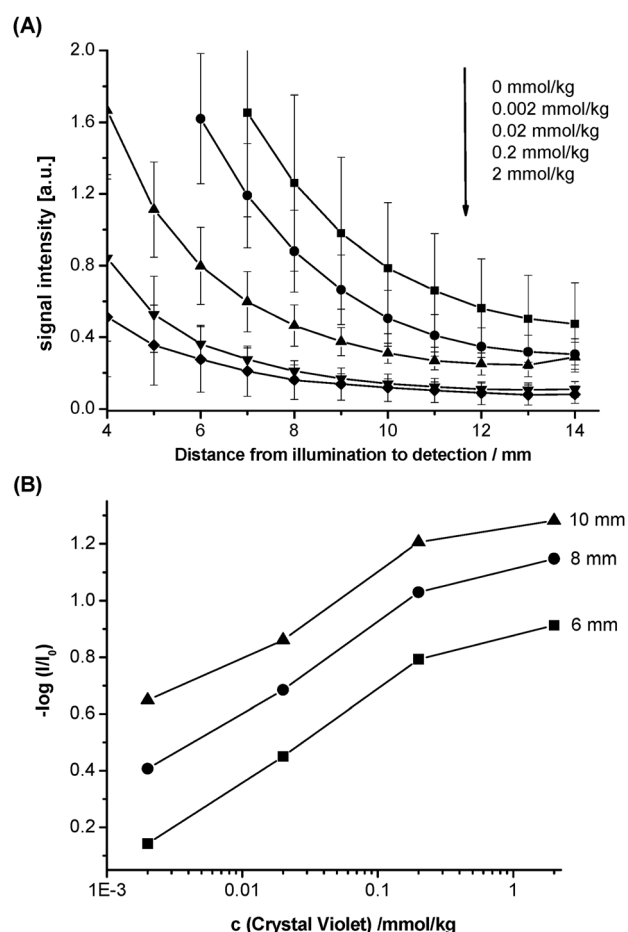 (A)
2.0
1.6
1.2
0.8
0.4
0.0
signal intensity [a.u.]
0 mmol/kg
0.002 mmol/kg
0.02 mmol/kg
0.2 mmol/kg
2 mmol/kg
4 6 8 10 12 14
Distance from illumination to detection / mm
(B)
1.2
1.0
0.8
0.6
0.4
0.2
-log (I/I0)
10 mm
8 mm
6 mm
1E-3 0.01 0.1 1
c (Crystal Violet) /mmol/kg